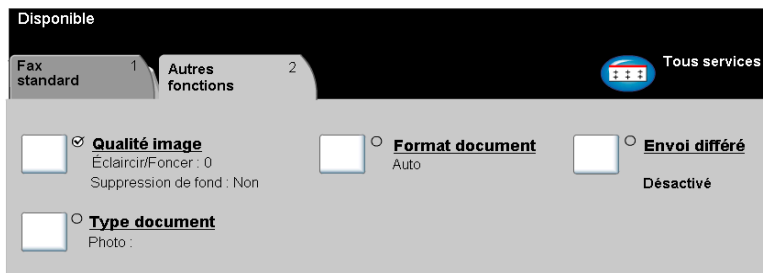 Disponible
Fax standard
1
Autres fonctions
2
Tous services
Qualité image
Éclaircir/Foncer : 0
Suppression de fond : Non
Format document
Auto
Envoi différé
Désactivé
Type document
Photo :